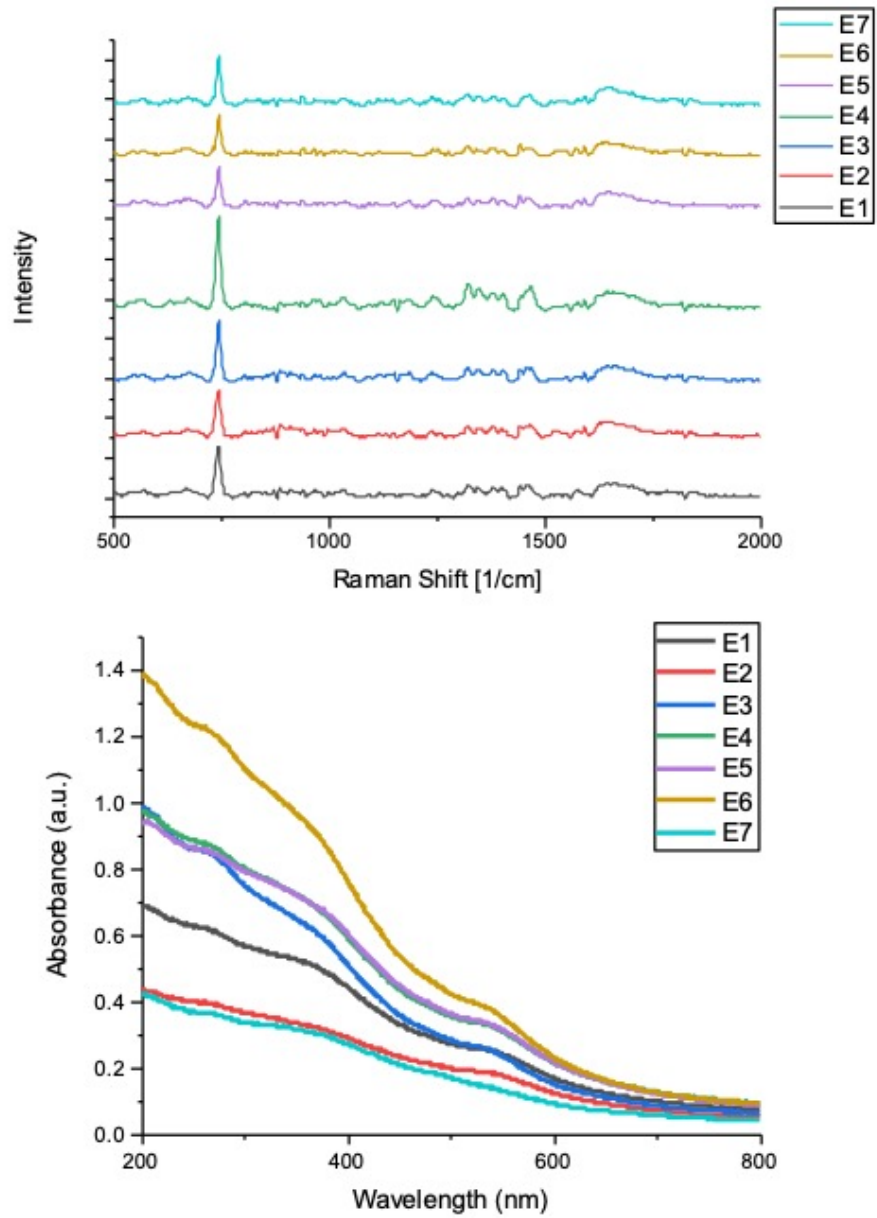 E7
E6
E5
E4
E3
E2
E1
Intensity
500
1000
1500
2000
Raman Shift [1/cm]
E1
E2
E3
E4
E5
E6
E7
1.4
1.2
1.0
0.8
0.6
0.4
0.2
0.0
Absorbance (a.u.)
200
400
600
800
Wavelength (nm)